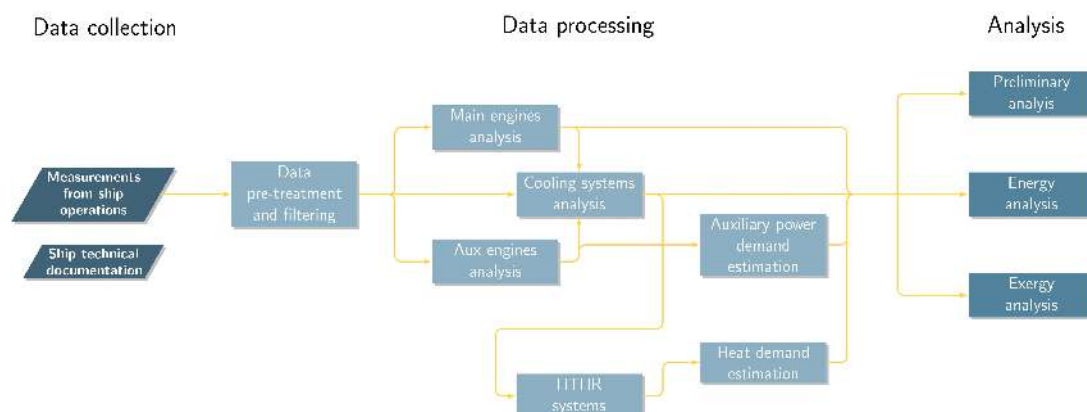 Data collection
Data processing
Analysis
Measurements
from ship
operations
Ship technical
documentation
Data
pre-treatment
and filtering
Main engines
analysis
Cooling systems
analysis
Aux engines
analysis
Auxiliary power
demand
estimation
HTHR
systems
Heat demand
estimation
Preliminary
analyis
Energy
analysis
Exergy
analysis